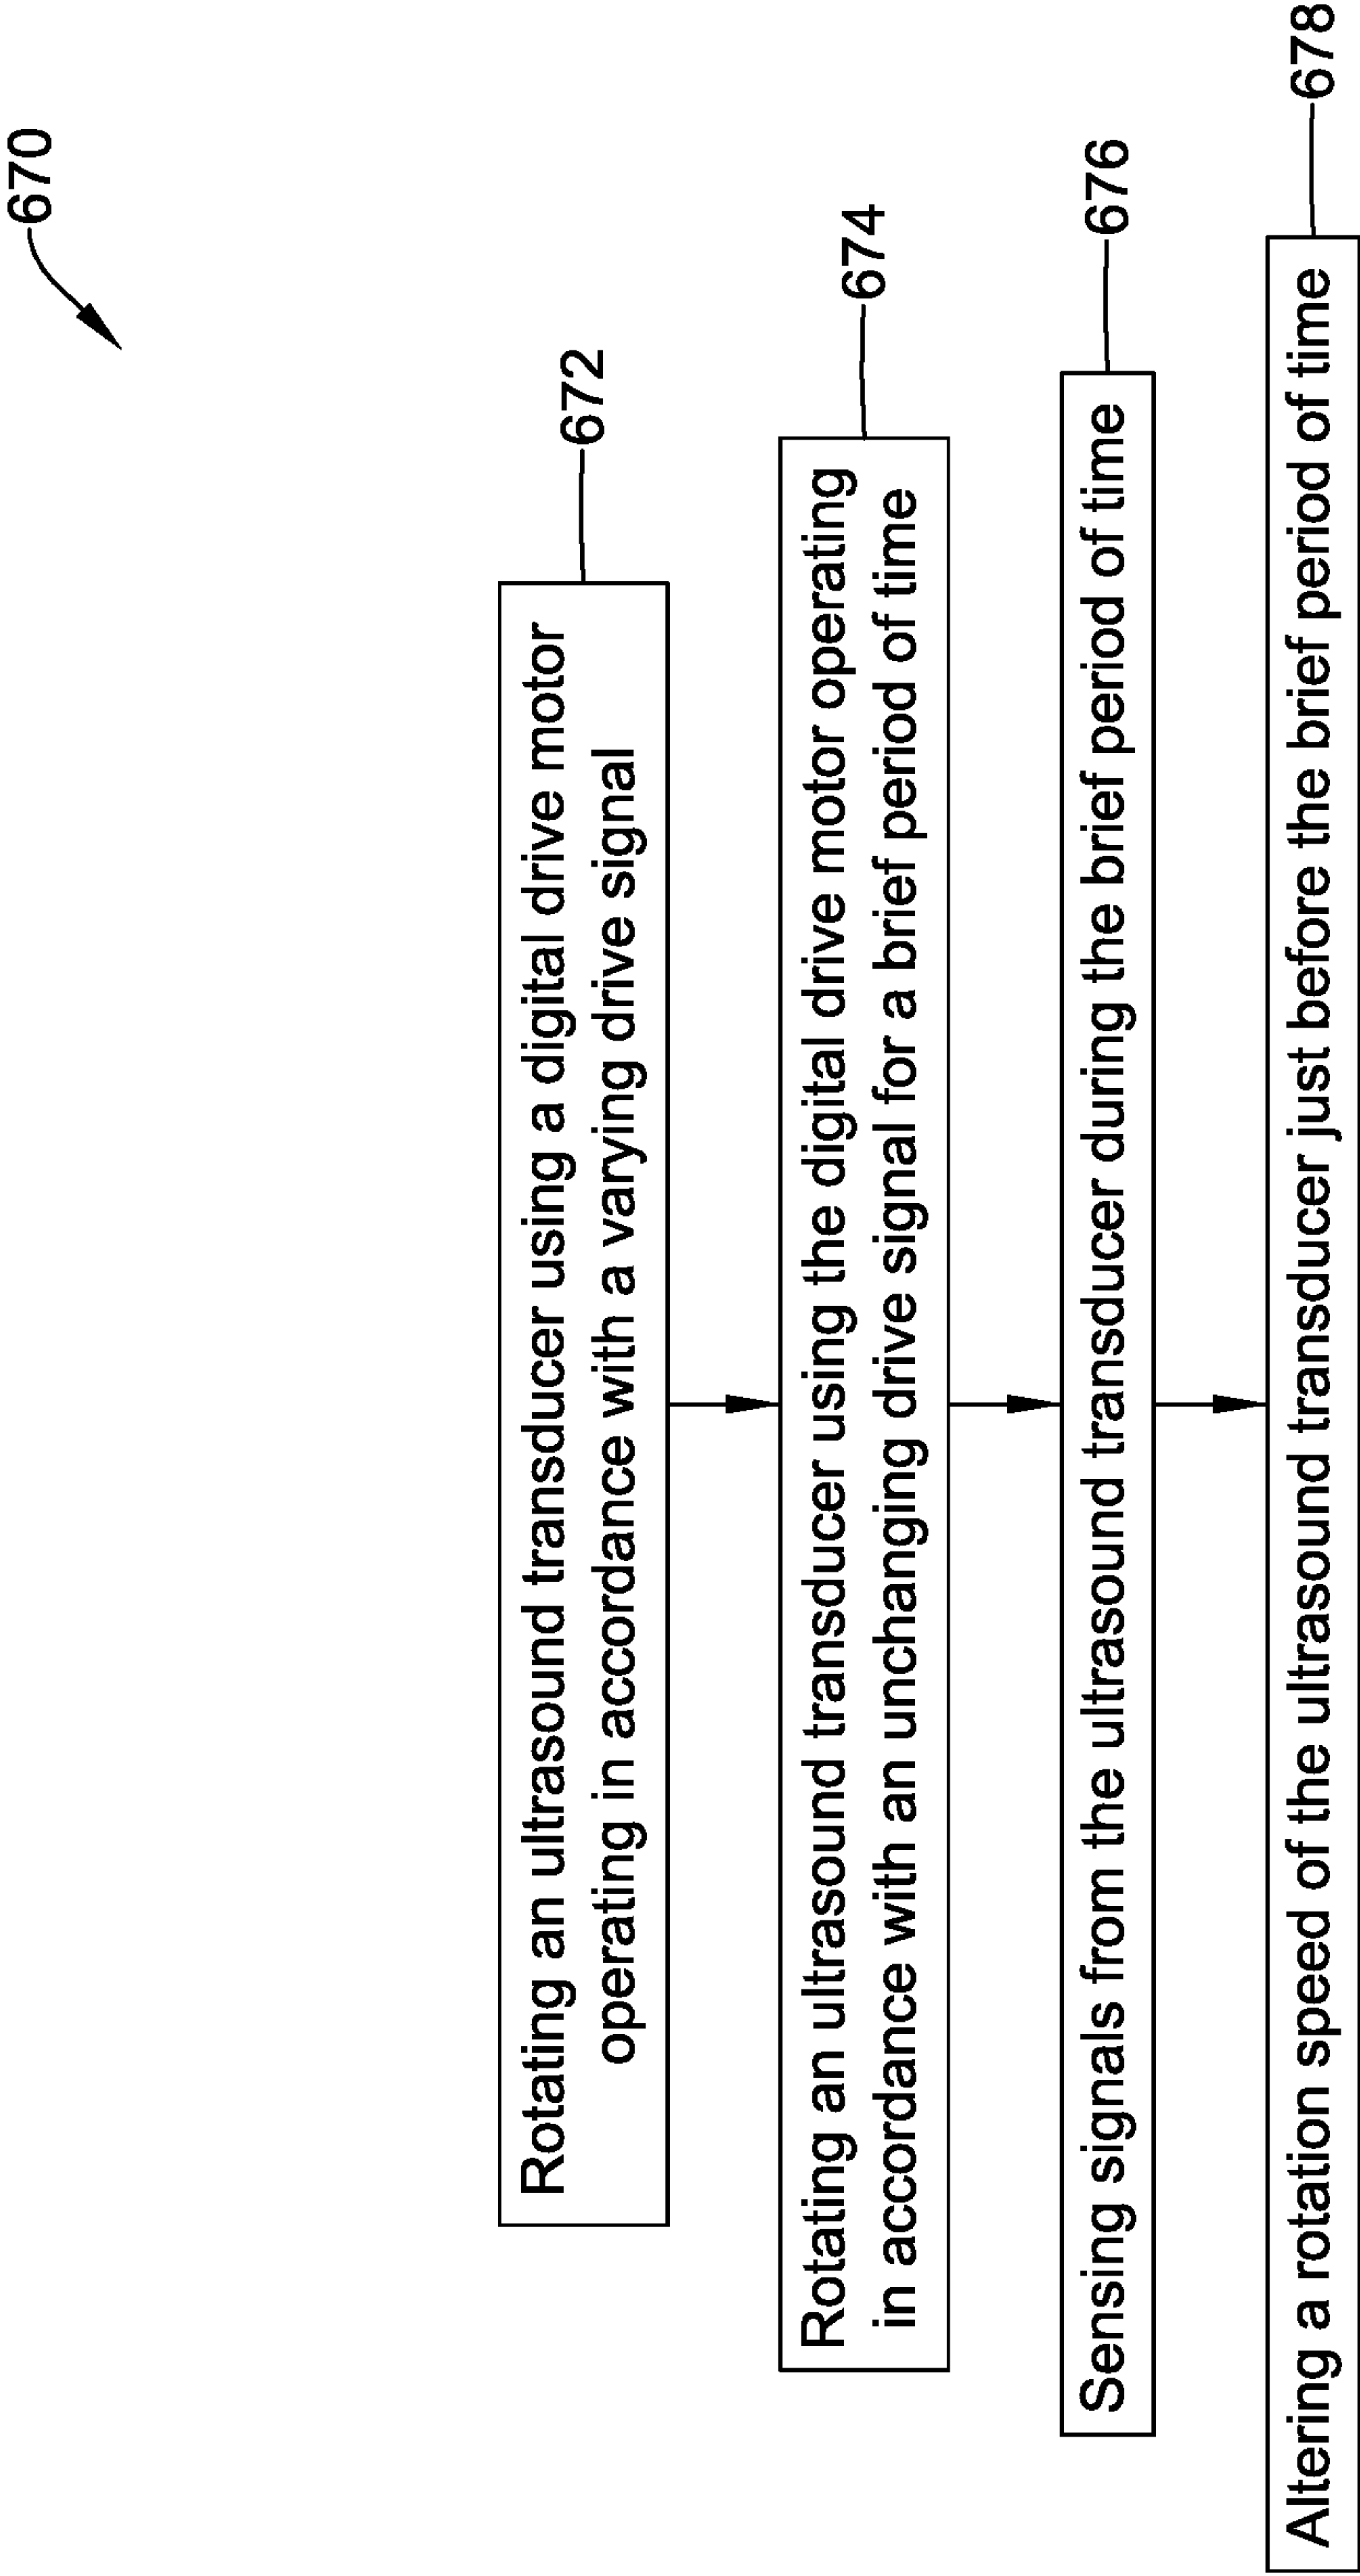 670
Rotating an ultrasound transducer using a digital drive motor
operating in accordance with a varying drive signal
672
Rotating an ultrasound transducer using the digital drive motor operating
in accordance with an unchanging drive signal for a brief period of time
674
Sensing signals from the ultrasound transducer during the brief period of time
676
Altering a rotation speed of the ultrasound transducer just before the brief period of time
678